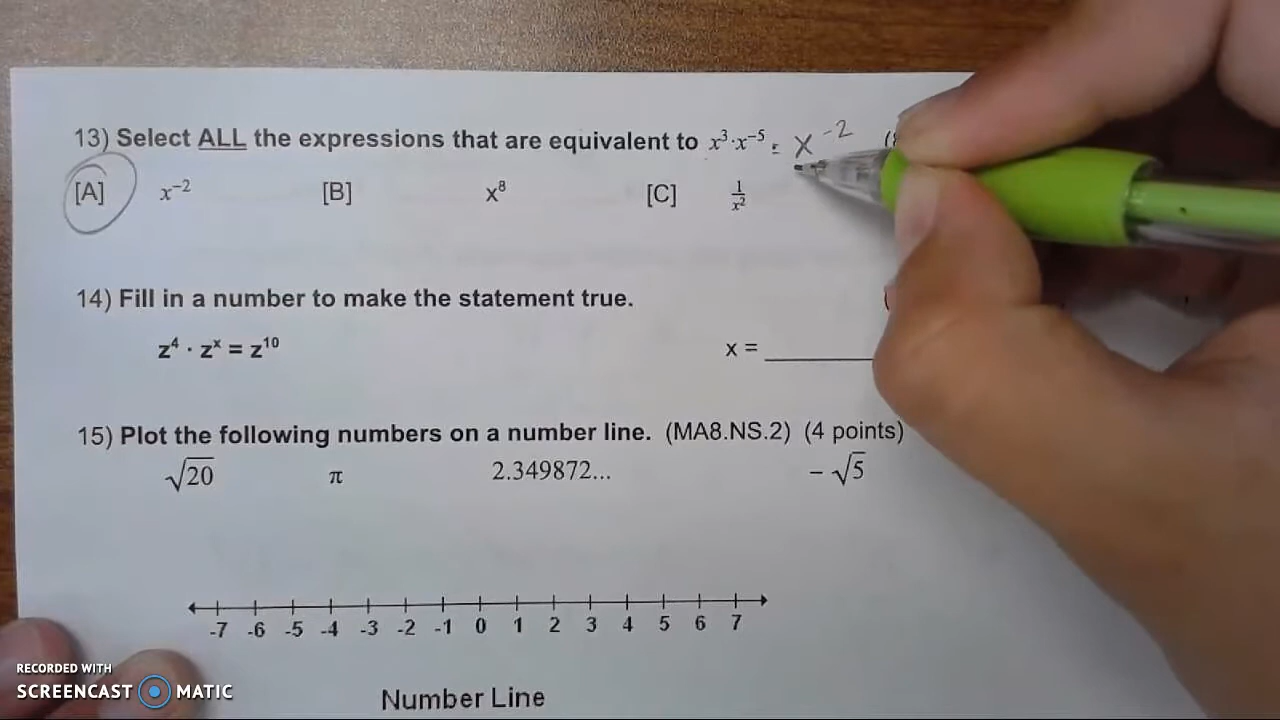 13) Select ALL the expressions that are equivalent to x³·x⁻⁵ = x⁻²
[A] x⁻² [B] x⁸ [C] 1/x²
14) Fill in a number to make the statement true.
z⁴ · zˣ = z¹⁰ x = ________
15) Plot the following numbers on a number line. (MA8.NS.2) (4 points)
√20 π 2.349872... − √5
-7 -6 -5 -4 -3 -2 -1 0 1 2 3 4 5 6 7
Number Line
RECORDED WITH
SCREENCAST MATIC